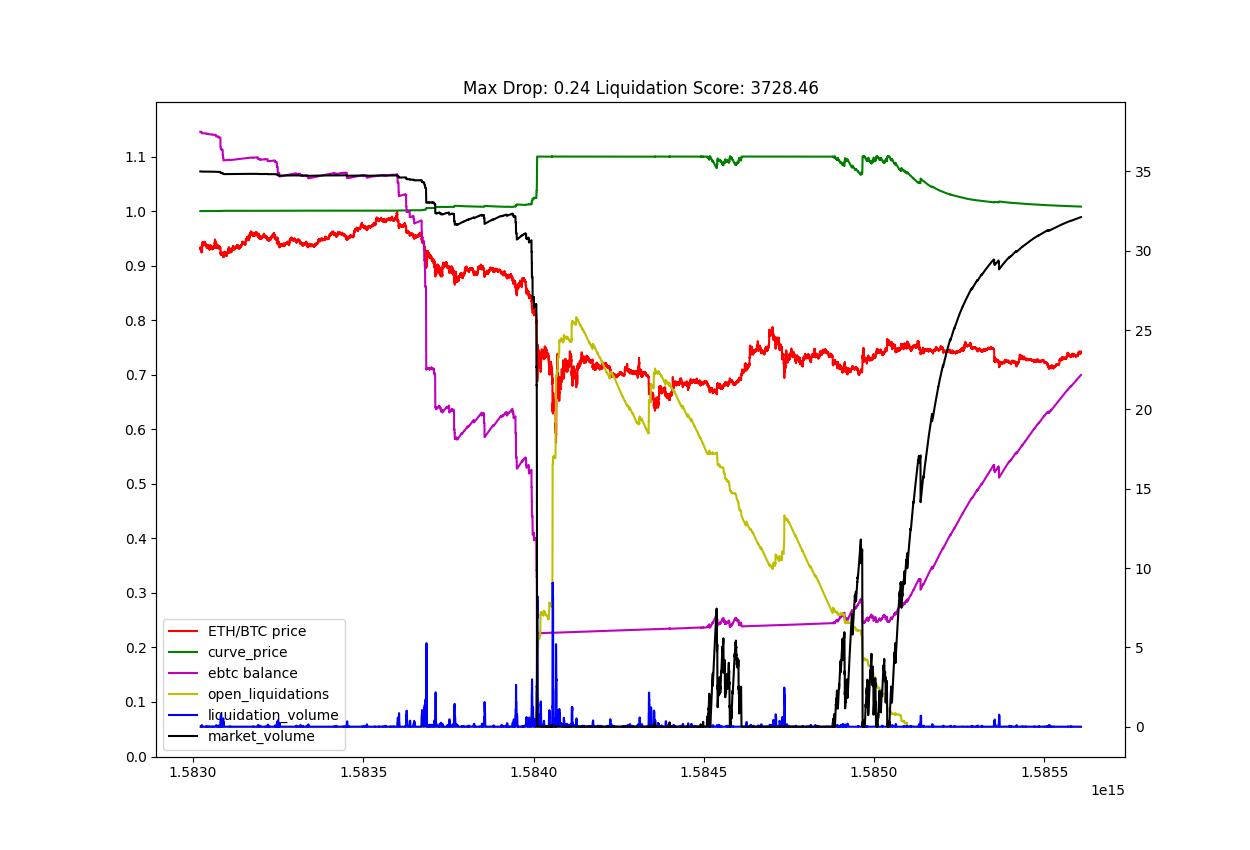 Max Drop: 0.24 Liquidation Score: 3728.46
1.1
1.0
0.9
0.8
0.7
0.6
0.5
0.4
0.3
0.2
0.1
0.0
35
30
25
20
15
10
5
0
ETH/BTC price
curve_price
ebtc balance
open_liquidations
liquidation_volume
market_volume
1.5830 1.5835 1.5840 1.5845 1.5850 1.5855
1e15